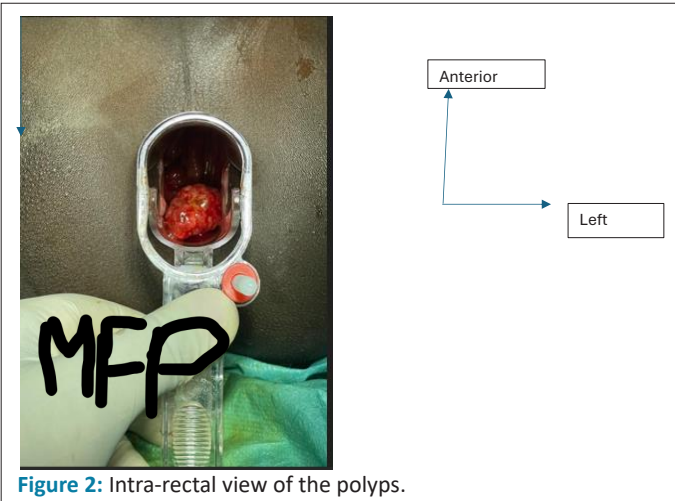 Anterior
Left
MFP
Figure 2: Intra-rectal view of the polyps.